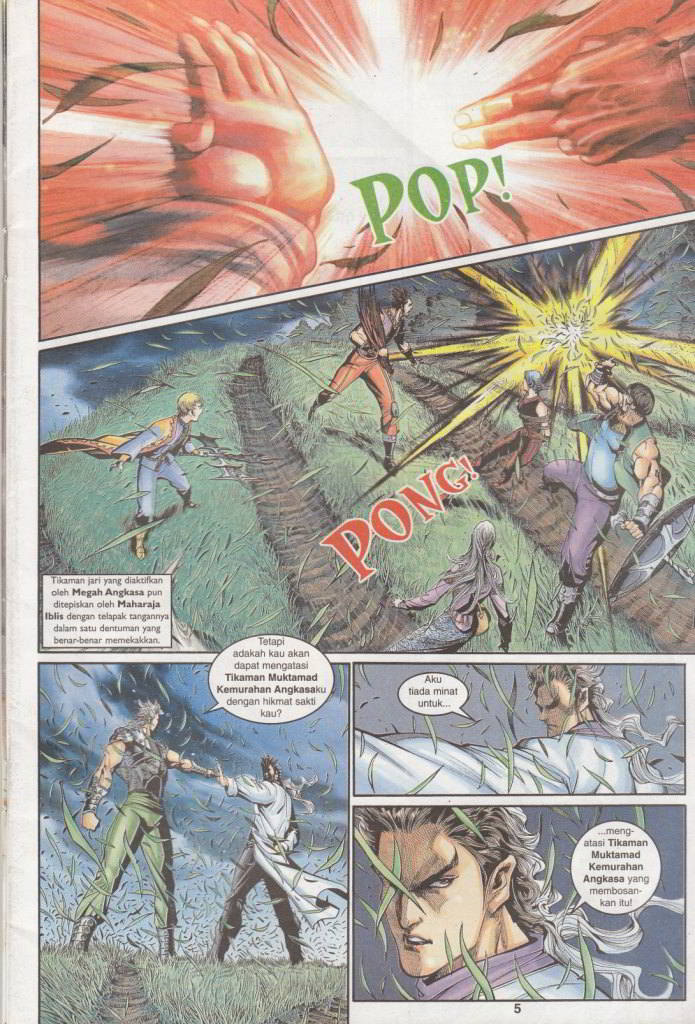 POP!
PONG!
Tikaman jari yang diaktifkan
oleh Megah Angkasa pun
ditepiskan oleh Maharaja
Iblis dengan telapak tangannya
dalam satu dentuman yang
benar-benar memekakkan.
Tetapi
adakah kau akan
dapat mengatasi
Tikaman Muktamad
Kemurahan Angkasaku
dengan hikmat sakti
kau?
Aku
tiada minat
untuk...
...meng-
atasi Tikaman
Muktamad
Kemurahan
Angkasa yang
membosan-
kan itu!
5